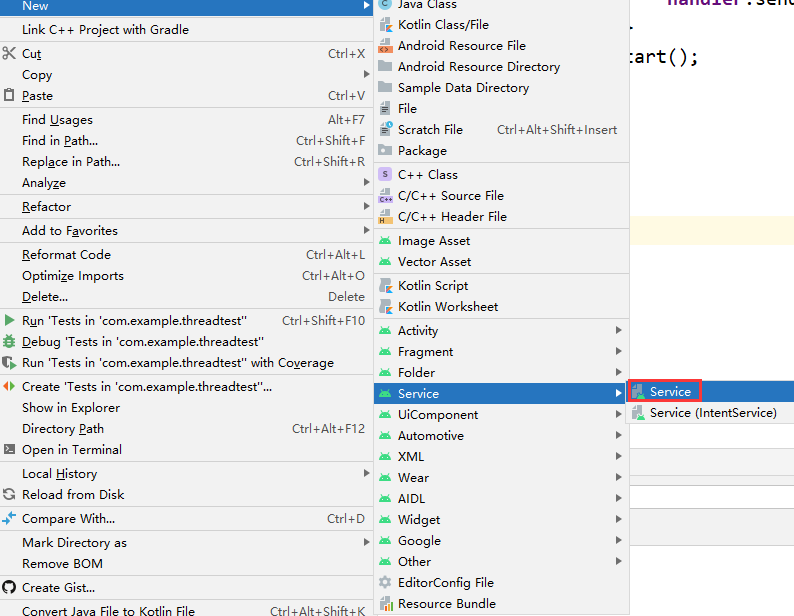 New
Link C++ Project with Gradle
Cut Ctrl+X
Copy
Paste Ctrl+V
Find Usages Alt+F7
Find in Path... Ctrl+Shift+F
Replace in Path... Ctrl+Shift+R
Analyze
Refactor
Add to Favorites
Reformat Code Ctrl+Alt+L
Optimize Imports Ctrl+Alt+O
Delete... Delete
Run 'Tests in 'com.example.threadtest'' Ctrl+Shift+F10
Debug 'Tests in 'com.example.threadtest''
Run 'Tests in 'com.example.threadtest'' with Coverage
Create 'Tests in 'com.example.threadtest''...
Show in Explorer
Directory Path Ctrl+Alt+F12
Open in Terminal
Local History
Reload from Disk
Compare With... Ctrl+D
Mark Directory as
Remove BOM
Create Gist...
Convert Java File to Kotlin File Ctrl+Alt+Shift+K
Java Class
Kotlin Class/File
Android Resource File
Android Resource Directory
Sample Data Directory
File
Scratch File Ctrl+Alt+Shift+Insert
Package
C++ Class
C/C++ Source File
C/C++ Header File
Image Asset
Vector Asset
Kotlin Script
Kotlin Worksheet
Activity
Fragment
Folder
Service
UiComponent
Automotive
XML
Wear
AIDL
Widget
Google
Other
EditorConfig File
Resource Bundle
Service
Service (IntentService)
handler.send
tart();